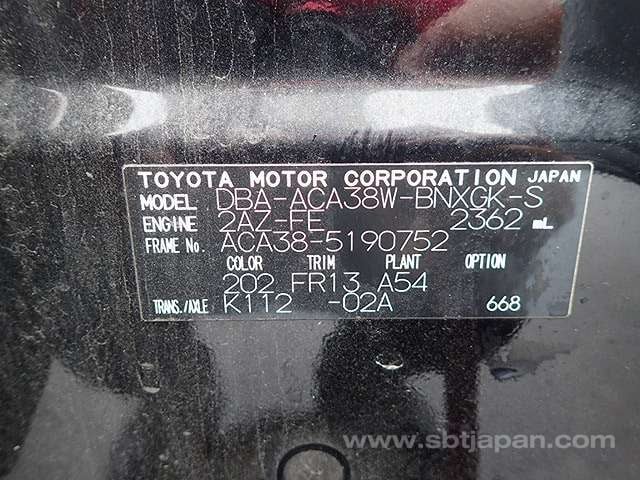 TOYOTA MOTOR CORPORATION JAPAN
MODEL DBA-ACA38W-BNXGK-S
ENGINE 2AZ-FE 2362 mL
FRAME No. ACA38-5190752
COLOR TRIM PLANT OPTION
202 FR13 A54
TRANS./AXLE K112 -02A 668
www.sbtjapan.com